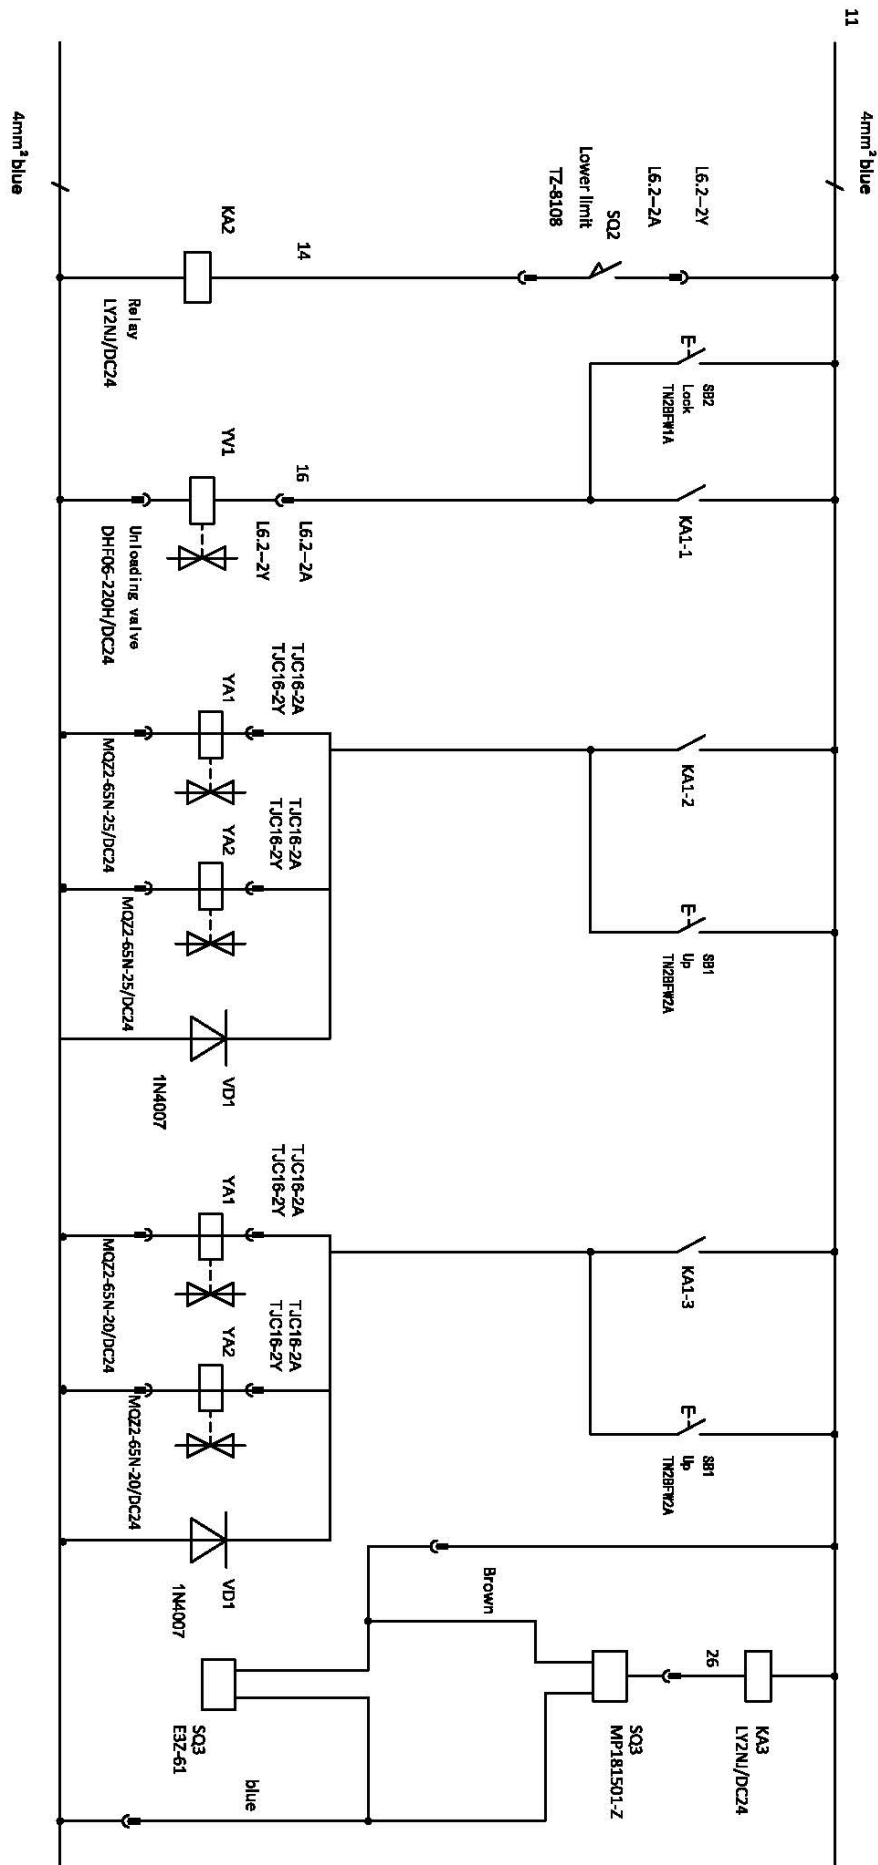 11
4mm² blue
L6.2—2Y
L6.2—2A
SQ2
Lower limit
TZ-8108
14
KA2
Relay
LY2NJ/DC24
4mm² blue
SB2
Lock
TN2BFW1A
KA1-1
16
L6.2—2A
L6.2—2Y
YV1
Unloading valve
DHF06-220H/DC24
KA1-2
SB1
Up
TN2BFW2A
TJC16-2A
TJC16-2Y
YA1
MQZ2-65N-25/DC24
TJC16-2A
TJC16-2Y
YA2
MQZ2-65N-25/DC24
VD1
1N4007
KA1-3
SB1
Up
TN2BFW2A
TJC16-2A
TJC16-2Y
YA1
MQZ2-65N-20/DC24
TJC16-2A
TJC16-2Y
YA2
MQZ2-65N-20/DC24
VD1
1N4007
Brown
26
KA3
LY2NJ/DC24
SQ3
MP181501-Z
SQ3
E3Z-61
blue